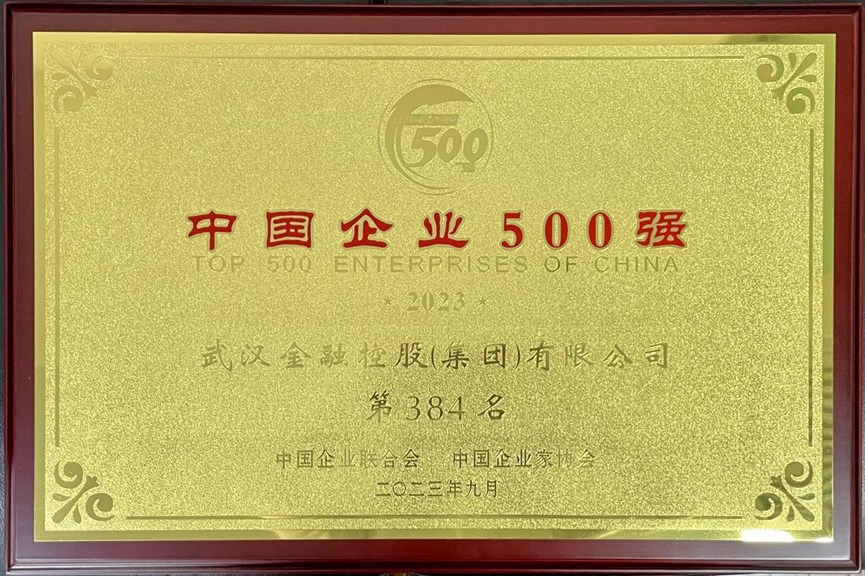 500
中国企业500强
TOP 500 ENTERPRISES OF CHINA
★ 2023 ★
武汉金融控股(集团)有限公司
第384名
中国企业联合会 中国企业家协会
二〇二三年九月